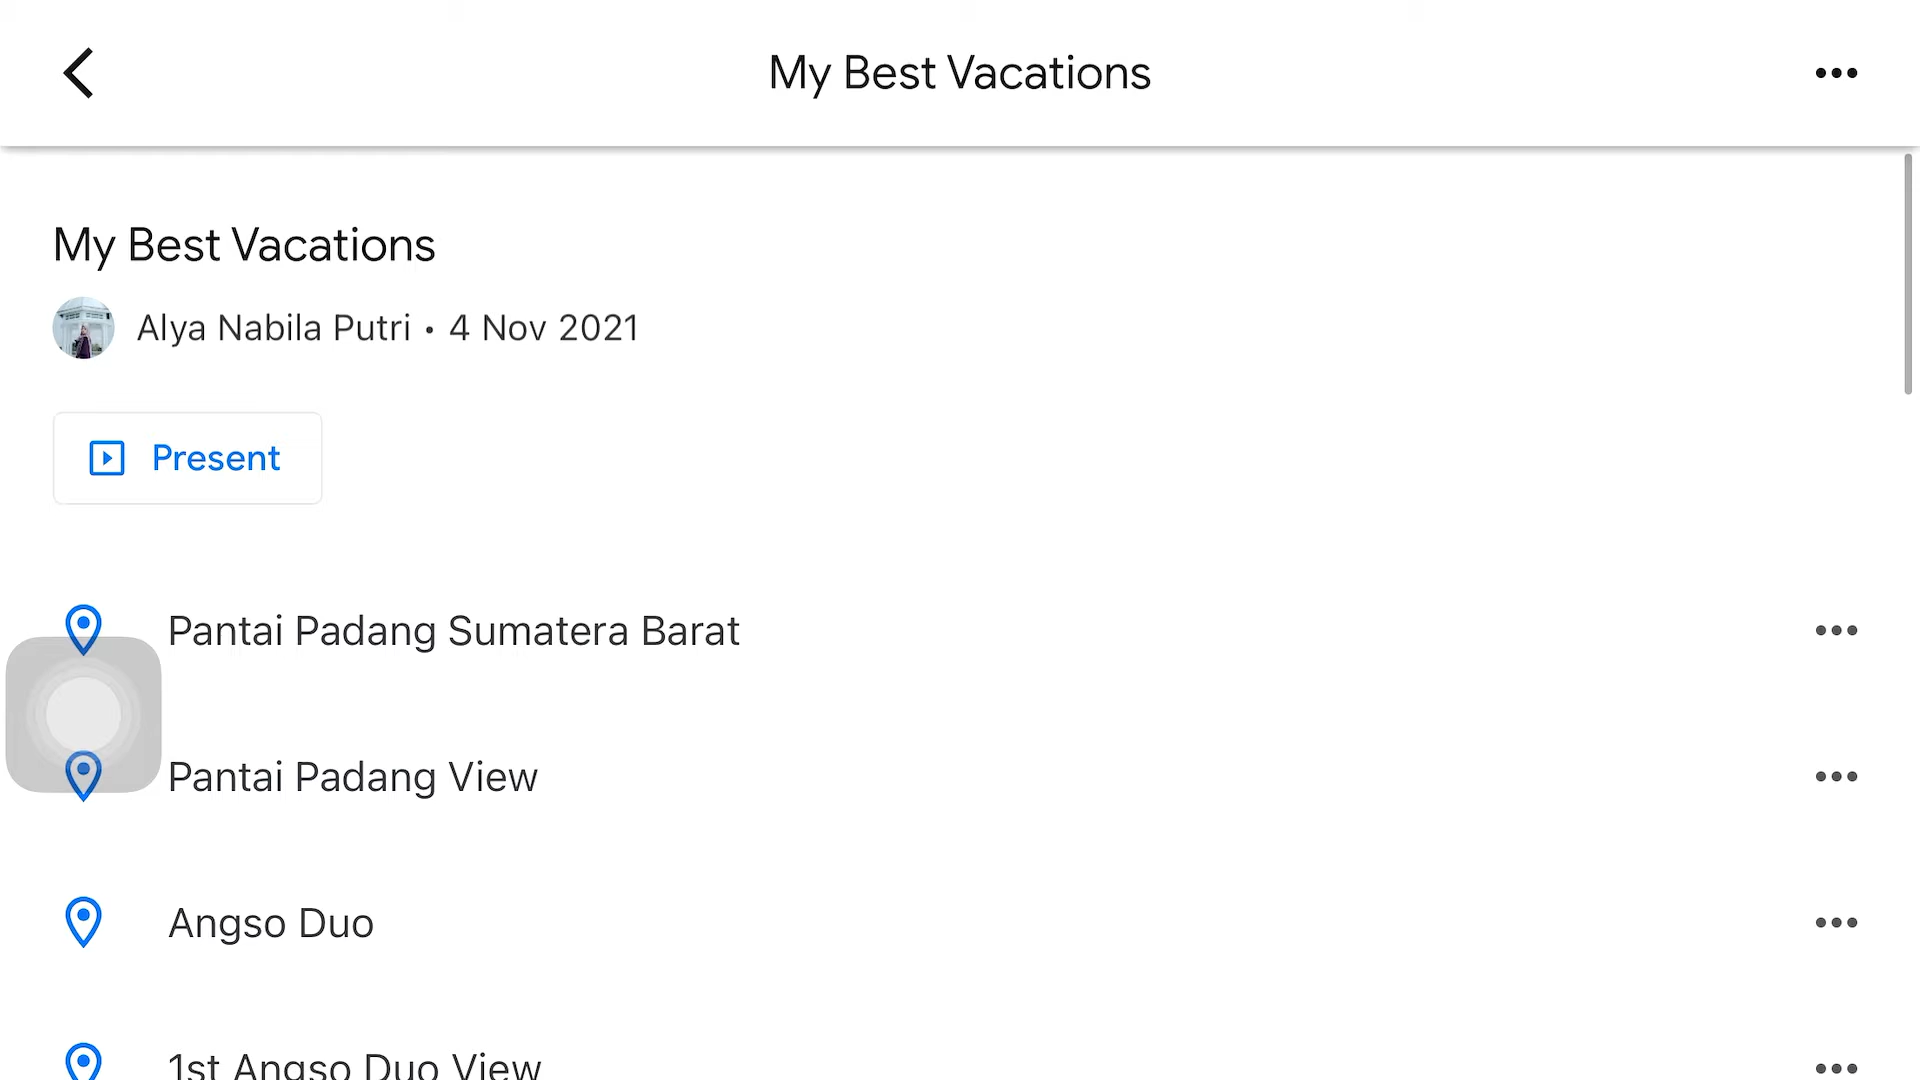 My Best Vacations
My Best Vacations
Alya Nabila Putri • 4 Nov 2021
Present
Pantai Padang Sumatera Barat
Pantai Padang View
Angso Duo
1st Angso Duo View